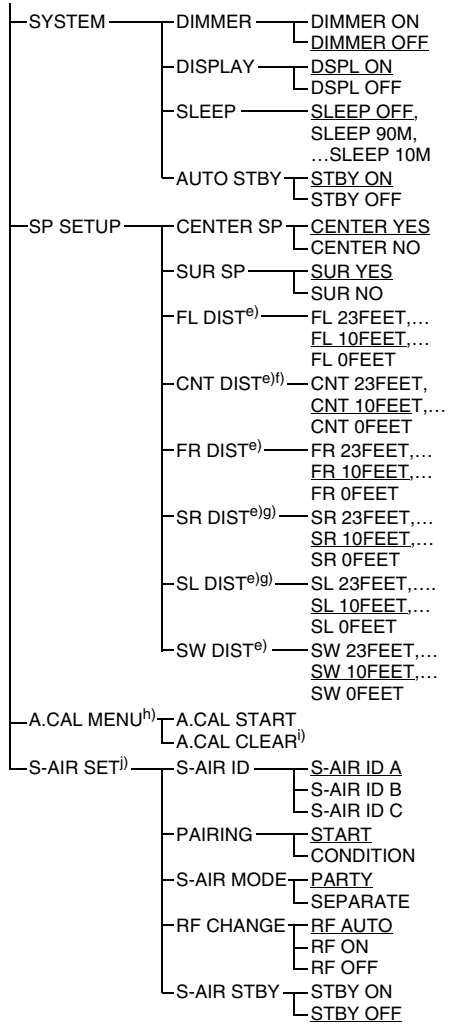 SYSTEM DIMMER DIMMER ON
DIMMER OFF
DISPLAY DSPL ON
DSPL OFF
SLEEP SLEEP OFF,
SLEEP 90M,
…SLEEP 10M
AUTO STBY STBY ON
STBY OFF
SP SETUP CENTER SP CENTER YES
CENTER NO
SUR SP SUR YES
SUR NO
FL DISTe) FL 23FEET,…
FL 10FEET,…
FL 0FEET
CNT DISTe)f) CNT 23FEET,
CNT 10FEET,…
CNT 0FEET
FR DISTe) FR 23FEET,…
FR 10FEET,…
FR 0FEET
SR DISTe)g) SR 23FEET,…
SR 10FEET,…
SR 0FEET
SL DISTe)g) SL 23FEET,….
SL 10FEET,…
SL 0FEET
SW DISTe) SW 23FEET,…
SW 10FEET,…
SW 0FEET
A.CAL MENUh) A.CAL START
A.CAL CLEARi)
S-AIR SETj) S-AIR ID S-AIR ID A
S-AIR ID B
S-AIR ID C
PAIRING START
CONDITION
S-AIR MODE PARTY
SEPARATE
RF CHANGE RF AUTO
RF ON
RF OFF
S-AIR STBY STBY ON
STBY OFF